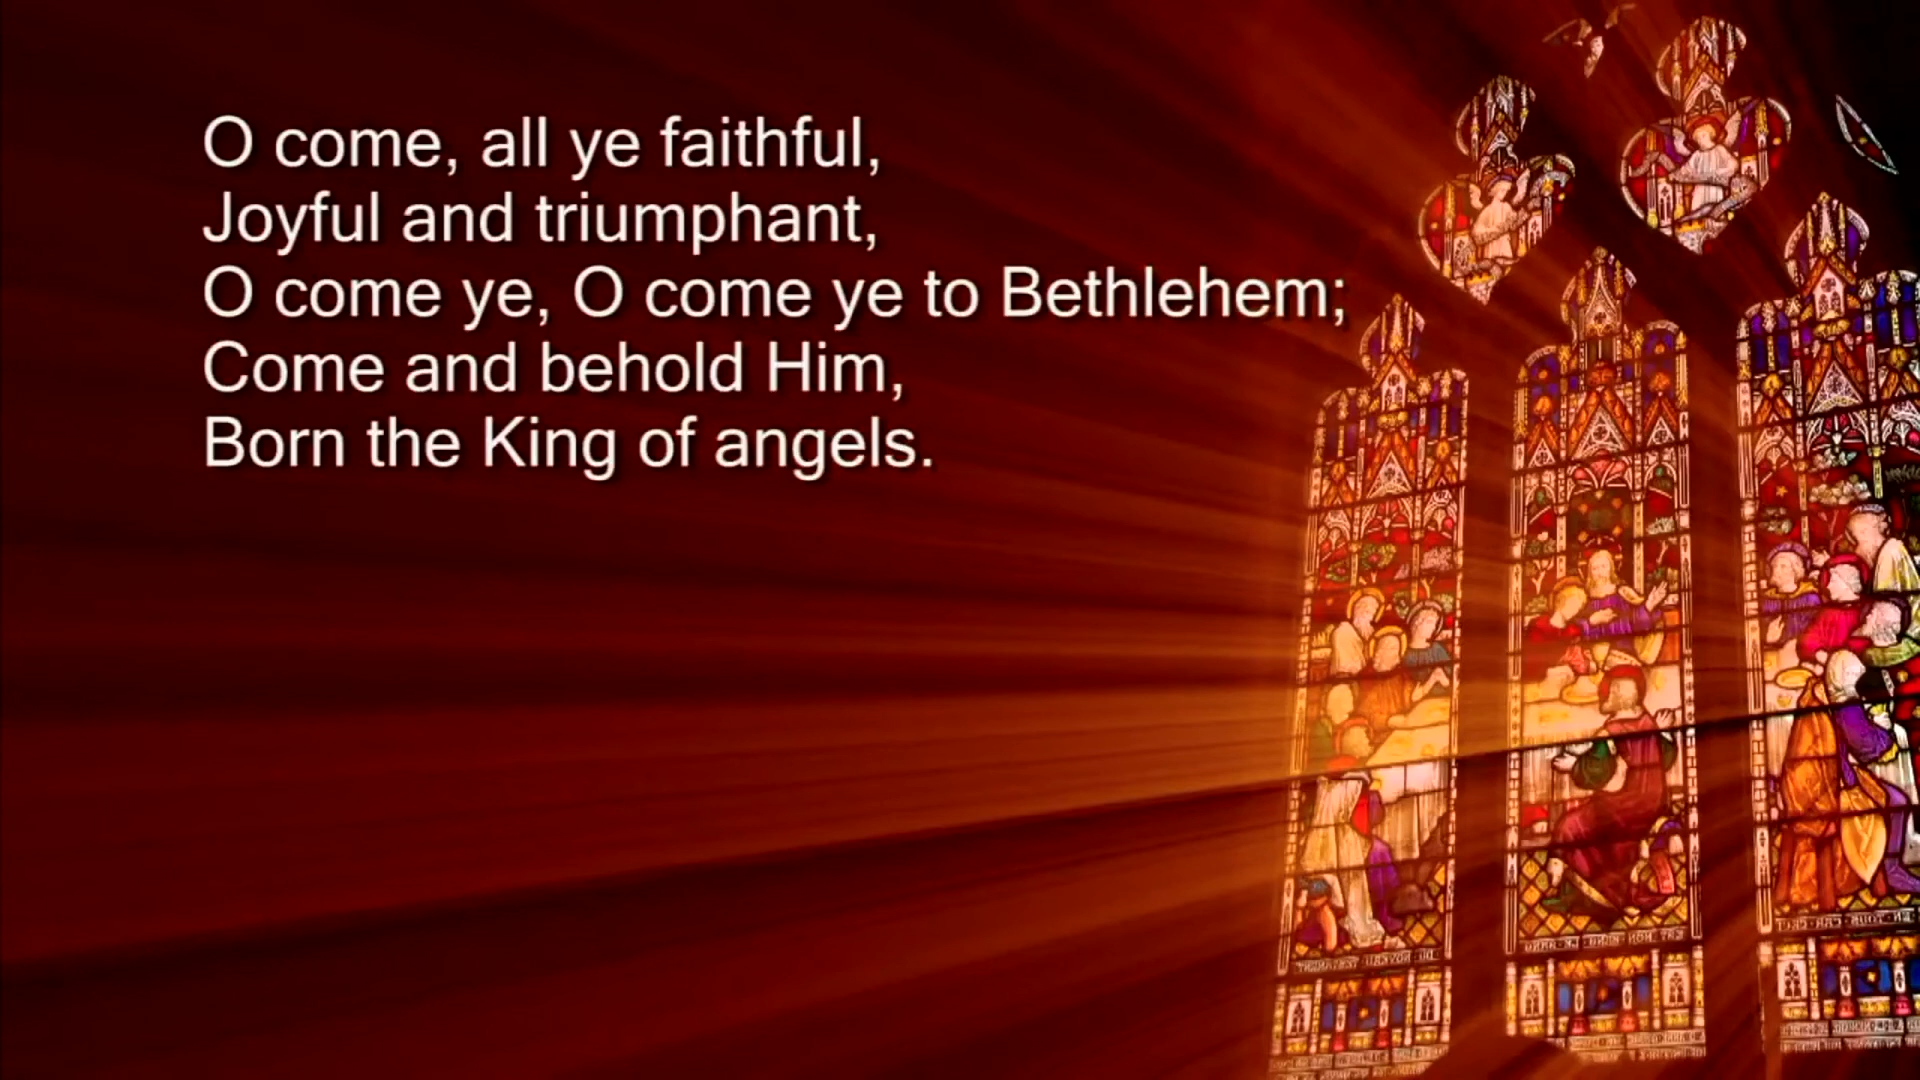 O come, all ye faithful,
Joyful and triumphant,
O come ye, O come ye to Bethlehem;
Come and behold Him,
Born the King of angels.